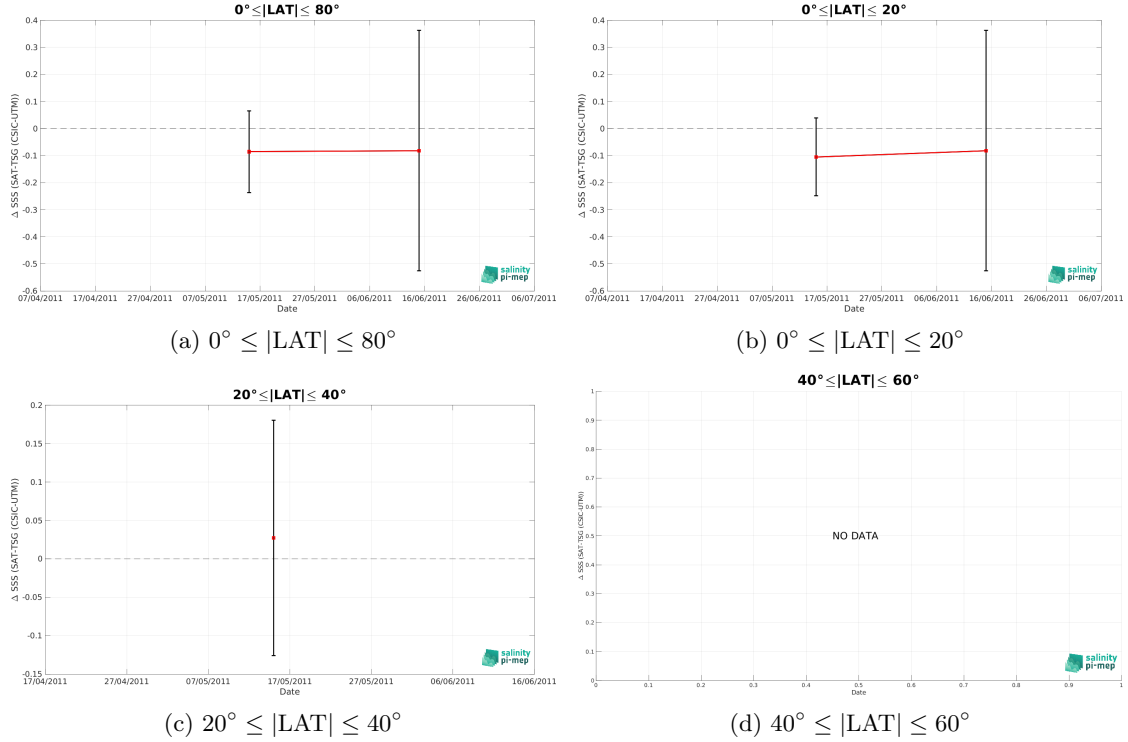 0°≤|LAT|≤ 80°
Δ SSS (SAT-TSG (CSIC-UTM))
0.4
0.3
0.2
0.1
0
-0.1
-0.2
-0.3
-0.4
-0.5
-0.6
07/04/2011 17/04/2011 27/04/2011 07/05/2011 17/05/2011 27/05/2011 06/06/2011 16/06/2011 26/06/2011 06/07/2011
Date
salinity
pi-mep
(a) 0° ≤ |LAT| ≤ 80°
0°≤|LAT|≤ 20°
Δ SSS (SAT-TSG (CSIC-UTM))
0.4
0.3
0.2
0.1
0
-0.1
-0.2
-0.3
-0.4
-0.5
-0.6
07/04/2011 17/04/2011 27/04/2011 07/05/2011 17/05/2011 27/05/2011 06/06/2011 16/06/2011 26/06/2011 06/07/2011
Date
salinity
pi-mep
(b) 0° ≤ |LAT| ≤ 20°
20°≤|LAT|≤ 40°
Δ SSS (SAT-TSG (CSIC-UTM))
0.2
0.15
0.1
0.05
0
-0.05
-0.1
-0.15
17/04/2011 27/04/2011 07/05/2011 17/05/2011 27/05/2011 06/06/2011 16/06/2011
Date
salinity
pi-mep
(c) 20° ≤ |LAT| ≤ 40°
40°≤|LAT|≤ 60°
Δ SSS (SAT-TSG (CSIC-UTM))
1
0.9
0.8
0.7
0.6
0.5
0.4
0.3
0.2
0.1
0
NO DATA
0 0.1 0.2 0.3 0.4 0.5 0.6 0.7 0.8 0.9 1
Date
salinity
pi-mep
(d) 40° ≤ |LAT| ≤ 60°